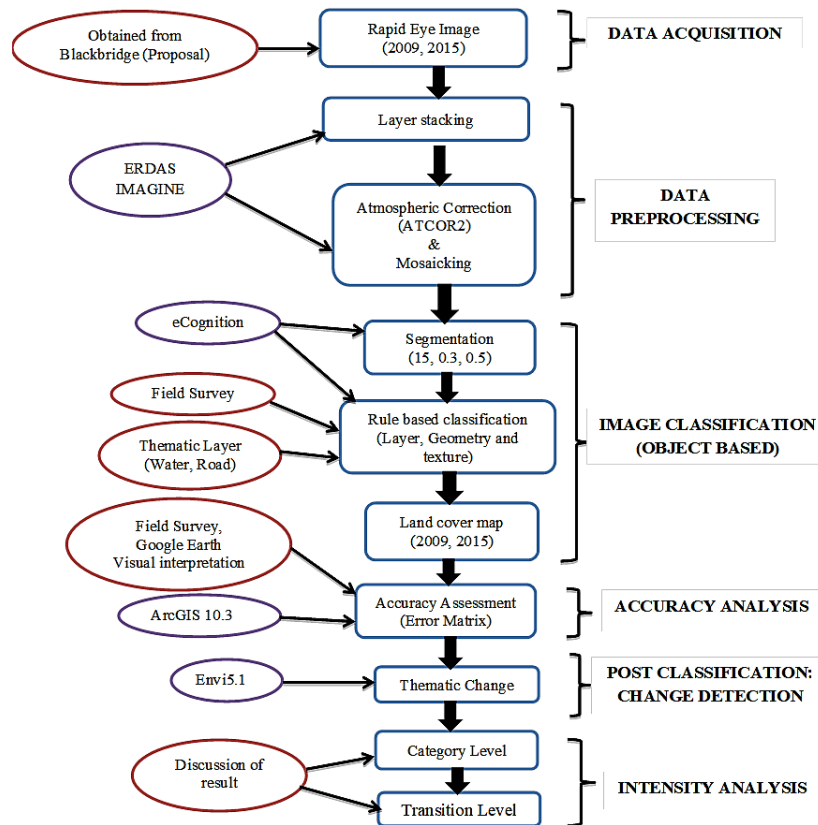 Obtained from
Blackbridge (Proposal)
Rapid Eye Image
(2009, 2015)
DATA ACQUISITION
Layer stacking
ERDAS
IMAGINE
Atmospheric Correction
(ATCOR2)
&
Mosaicking
DATA
PREPROCESSING
eCognition
Segmentation
(15, 0.3, 0.5)
Field Survey
Rule based classification
(Layer, Geometry and
texture)
Thematic Layer
(Water, Road)
IMAGE CLASSIFICATION
(OBJECT BASED)
Land cover map
(2009, 2015)
Field Survey,
Google Earth
Visual interpretation
Accuracy Assessment
(Error Matrix)
ArcGIS 10.3
ACCURACY ANALYSIS
Envi5.1
Thematic Change
POST CLASSIFICATION:
CHANGE DETECTION
Category Level
Discussion of
result
Transition Level
INTENSITY ANALYSIS